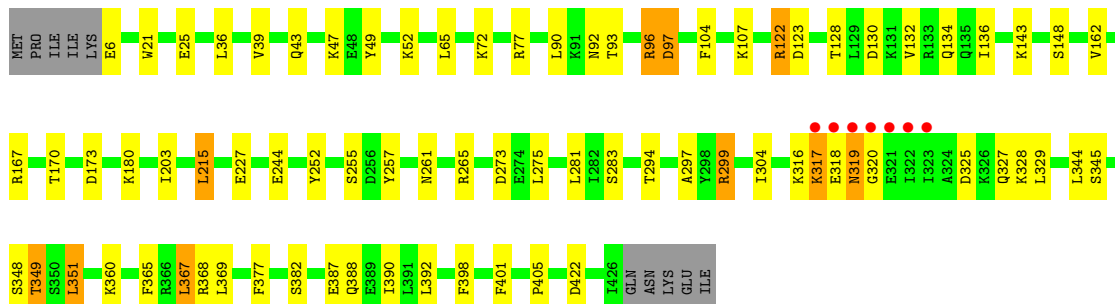 MET PRO ILE ILE LYS E6 W21 E25 L36 V39 Q43 K47 E48 Y49 K52 L65 K72 R77 L90 K91 N92 T93 R96 D97 F104 K107 R122 D123 T128 L129 D130 K131 V132 R133 Q134 Q135 I136 K143 S148 V162
R167 T170 D173 K180 I203 L215 E227 E244 Y252 S255 D256 Y257 N261 R265 D273 E274 L275 L281 I282 S283 T294 A297 Y298 R299 I304 K316 K317 E318 N319 G320 E321 I322 I323 A324 D325 K326 Q327 K328 L329 L344 S345
S348 T349 S350 L351 K360 F365 R366 L367 R368 L369 F377 S382 E387 Q388 E389 I390 L391 L392 F398 F401 P405 D422 I426 GLN ASN LYS GLU ILE